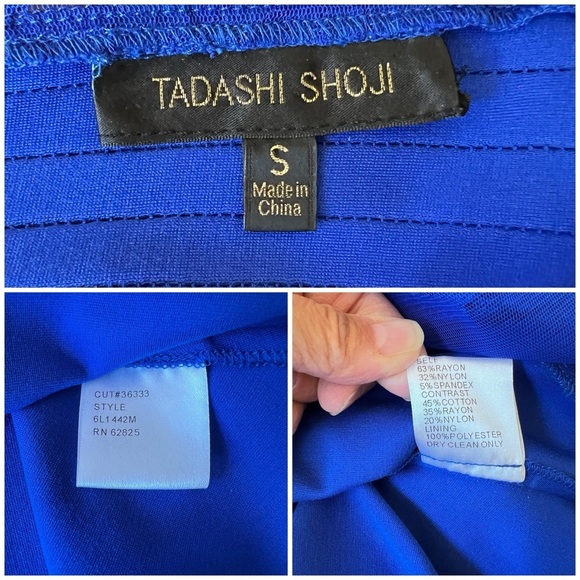 TADASHI SHOJI
S
Made in
China
CUT#36333
STYLE
6L1442M
RN 62825
SELF
63%RAYON
32%NYLON
5%SPANDEX
CONTRAST
45%COTTON
35%RAYON
20%NYLON
LINING
100%POLYESTER
DRY CLEAN ONLY